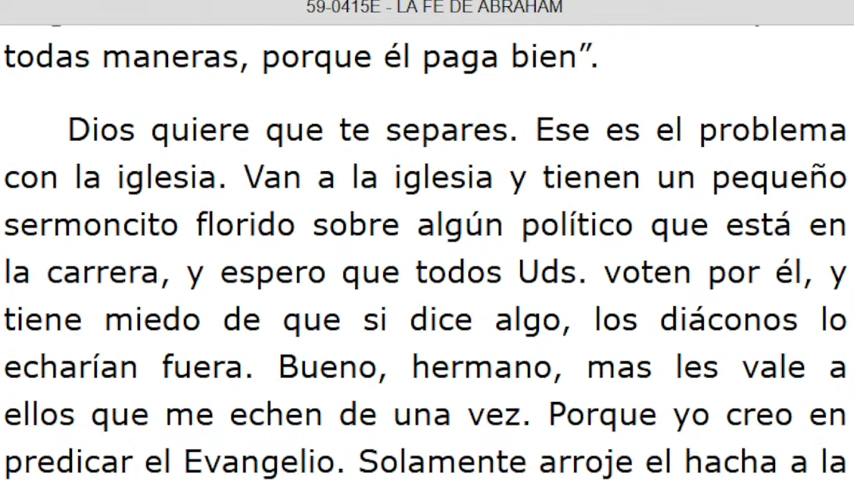 59-0415E - LA FE DE ABRAHAM
todas maneras, porque él paga bien”.
Dios quiere que te separes. Ese es el problema
con la iglesia. Van a la iglesia y tienen un pequeño
sermoncito florido sobre algún político que está en
la carrera, y espero que todos Uds. voten por él, y
tiene miedo de que si dice algo, los diáconos lo
echarían fuera. Bueno, hermano, mas les vale a
ellos que me echen de una vez. Porque yo creo en
predicar el Evangelio. Solamente arroje el hacha a la